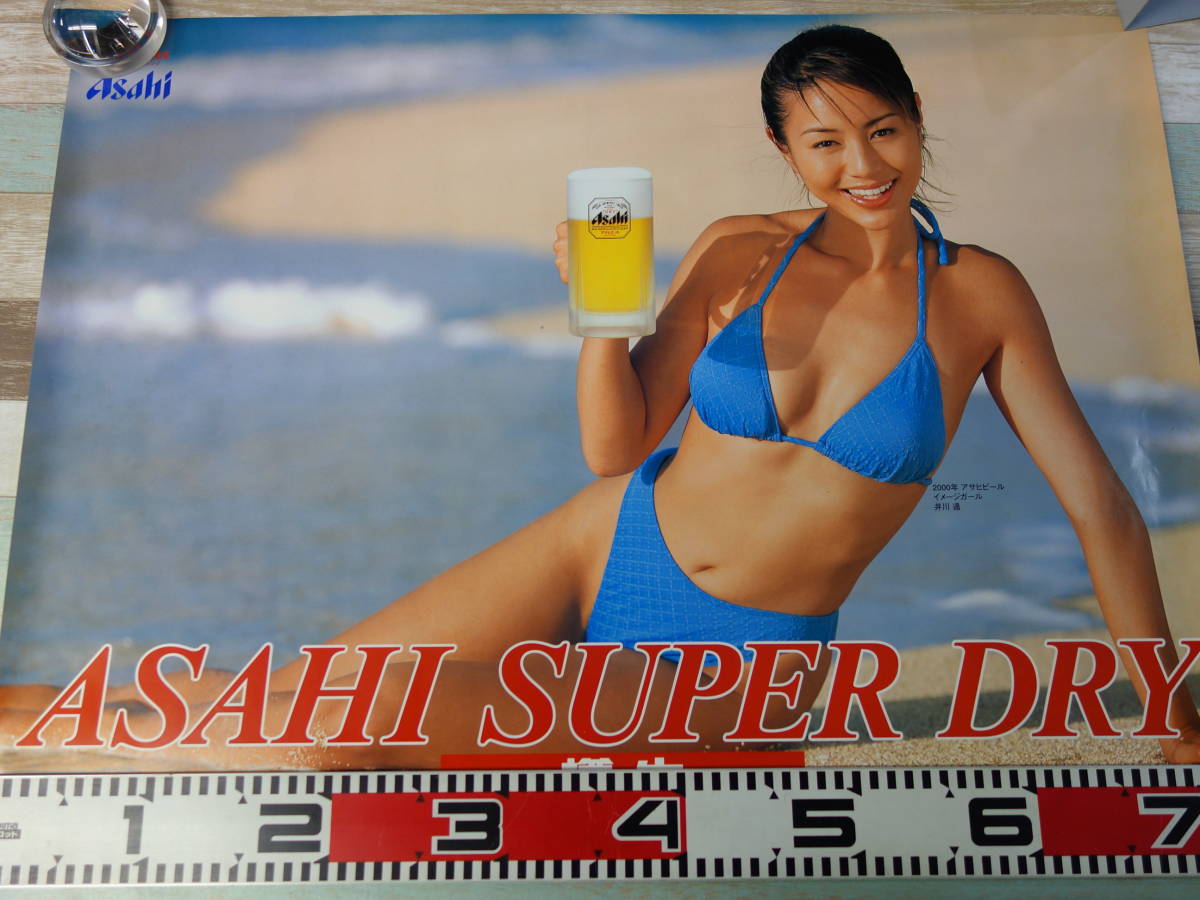 Asahi
Asahi
2000年 アサヒビール
イメージガール
井川 遥
ASAHI SUPER DRY
1 2 3 4 5 6 7